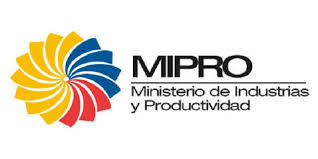 MIPRO
Ministerio de Industrias
y Productividad